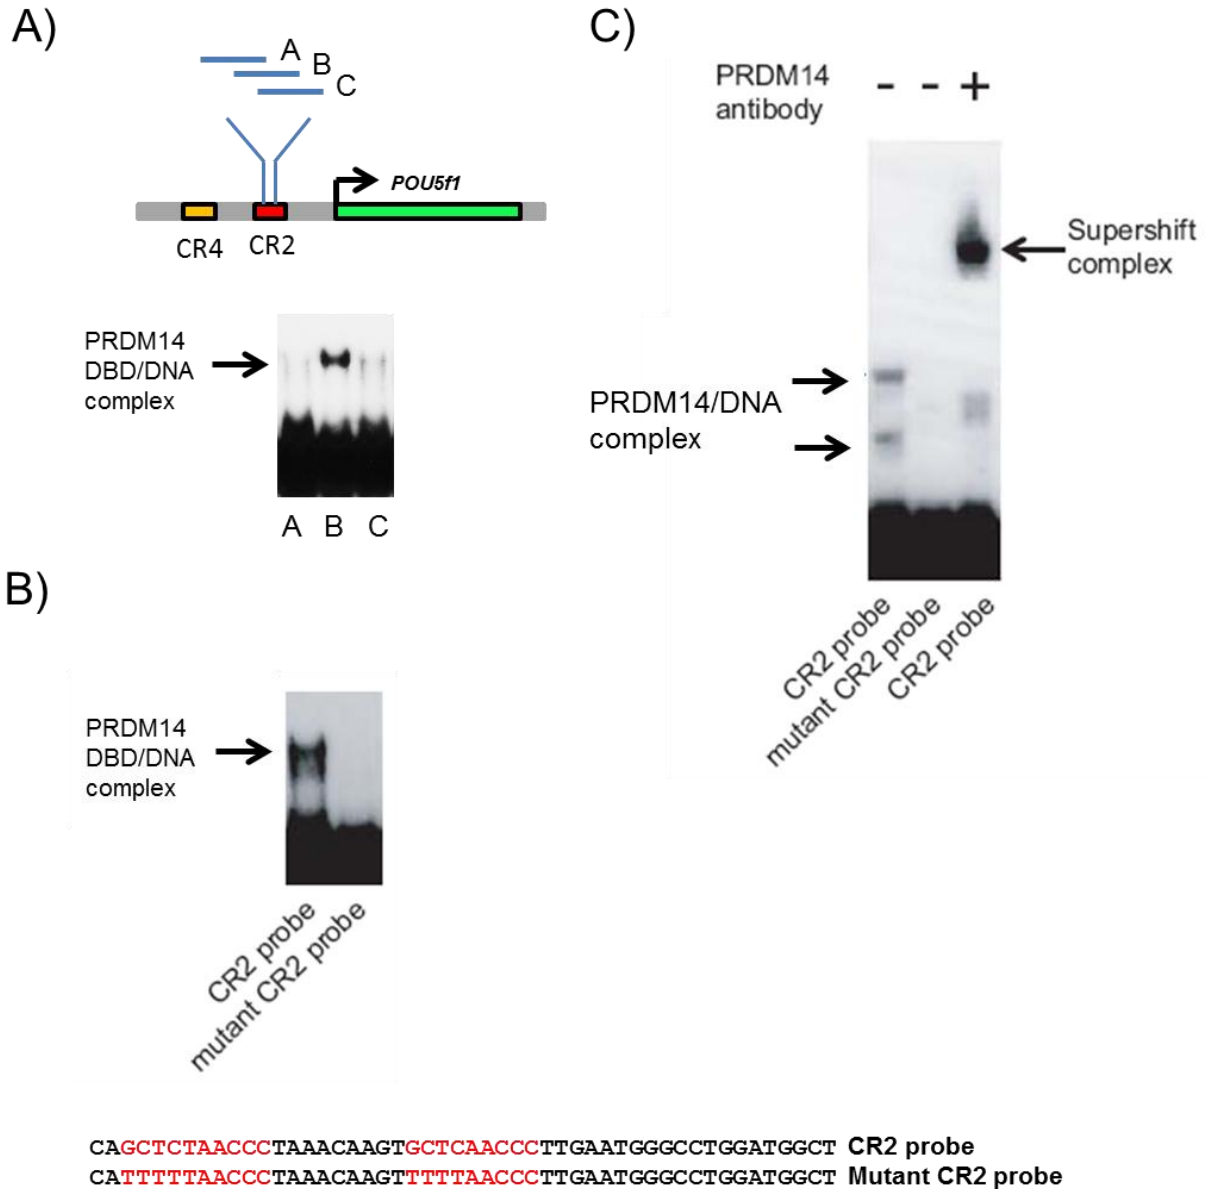 A)
A
B
C
POU5f1
CR4
CR2
PRDM14
DBD/DNA
complex
A B C
B)
PRDM14
DBD/DNA
complex
CR2 probe
mutant CR2 probe
C)
PRDM14
antibody
- - +
Supershift
complex
PRDM14/DNA
complex
CR2 probe
mutant CR2 probe
CR2 probe
CAGCTCTAACCCTAAACAAGTGCTCAACCCTTGAATGGGCCTGGATGGCT CR2 probe
CATTTTTAACCCTAAACAAGTTTTTAACCCTTGAATGGGCCTGGATGGCT Mutant CR2 probe